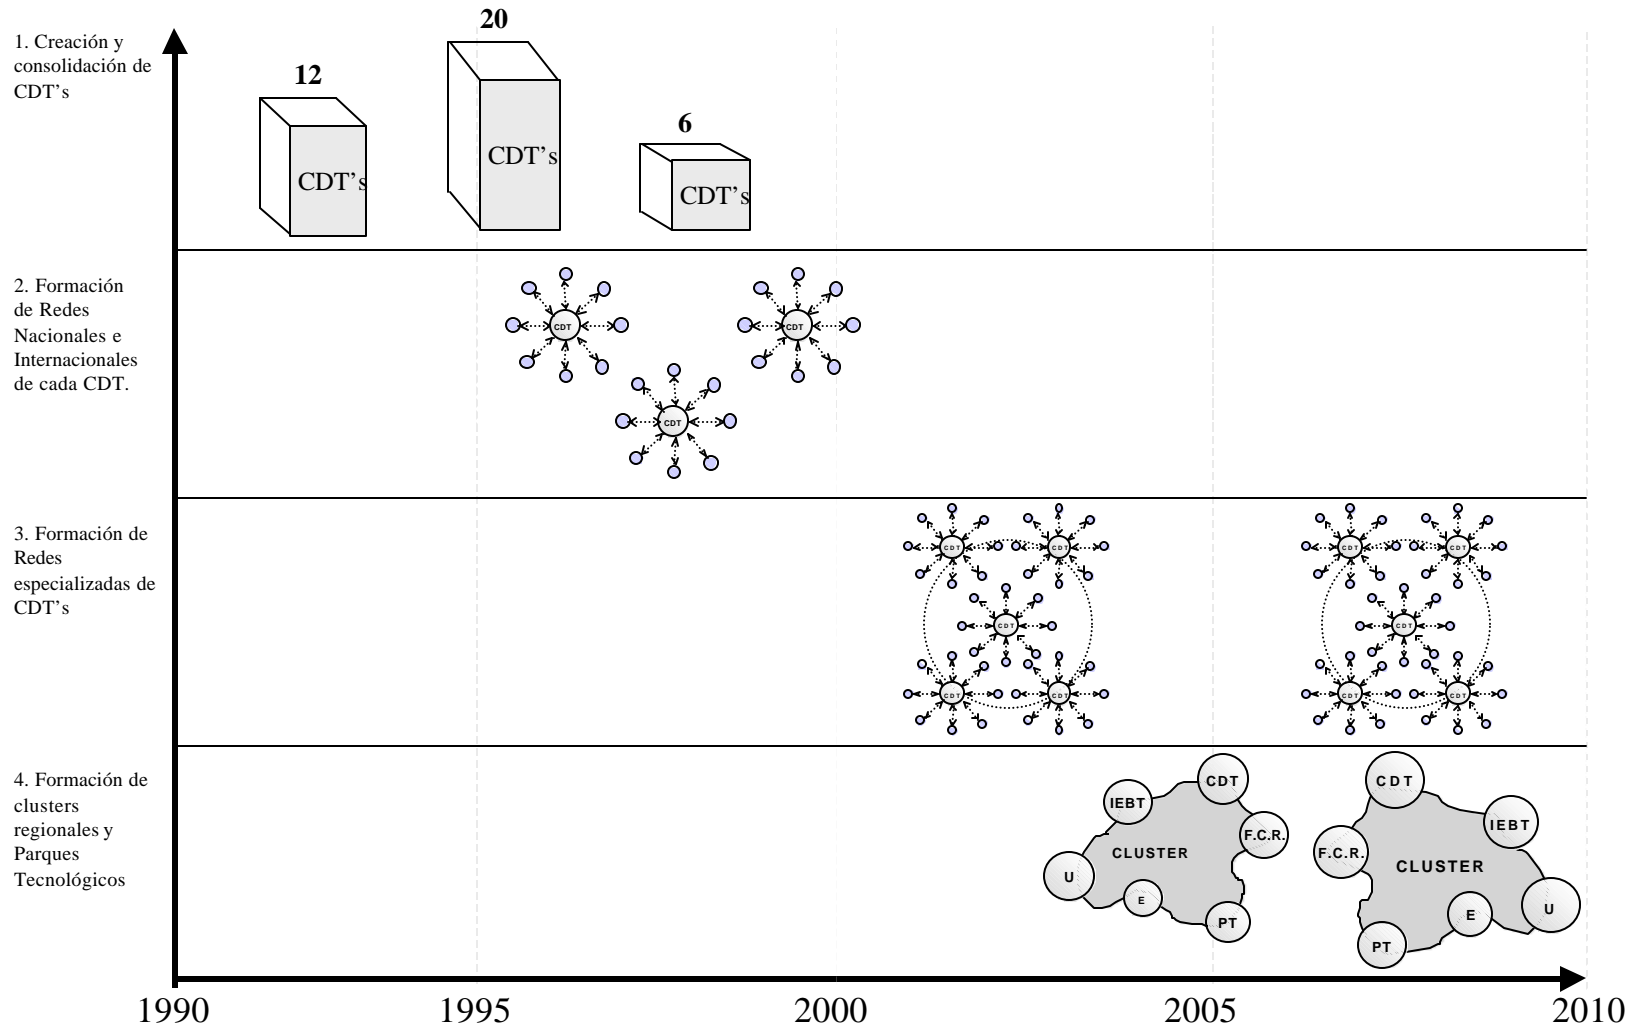 1. Creación y
consolidación de
CDT's
12
20
6
CDT's
CDT's
CDT's
2. Formación
de Redes
Nacionales e
Internacionales
de cada CDT.
CDT
CDT
CDT
3. Formación de
Redes
especializadas de
CDT's
CDT
CDT
CDT
CDT
CDT
CDT
CDT
CDT
CDT
CDT
4. Formación de
clusters
regionales y
Parques
Tecnológicos
CDT
IEBT
F.C.R.
CLUSTER
U
E
PT
CDT
IEBT
F.C.R.
CLUSTER
E
U
PT
1990
1995
2000
2005
2010